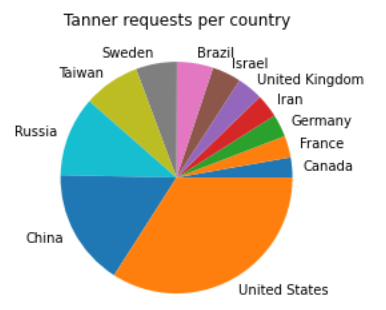 Tanner requests per country
Sweden
Brazil
Israel
Taiwan
United Kingdom
Iran
Germany
Russia
France
Canada
China
United States